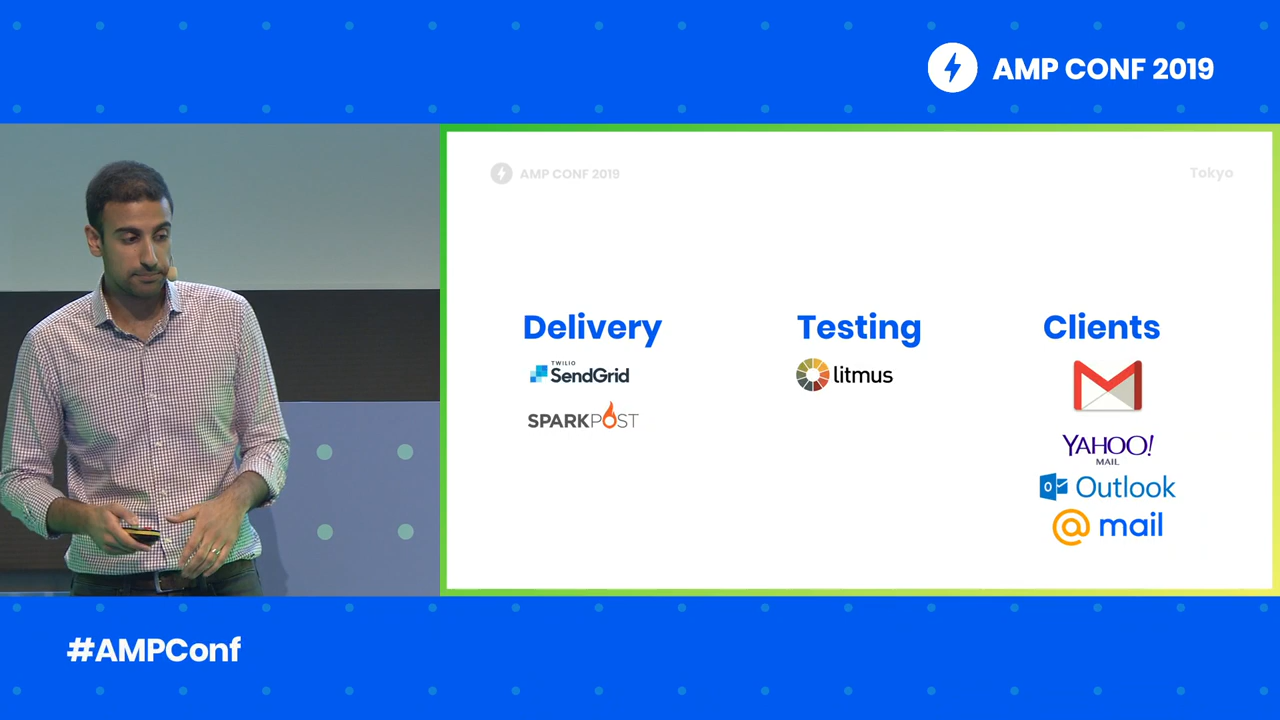 AMP CONF 2019
AMP CONF 2019
Tokyo
Delivery
Testing
Clients
TWILIO
SendGrid
SPARKPOST
litmus
YAHOO!
MAIL
Outlook
@ mail
#AMPConf